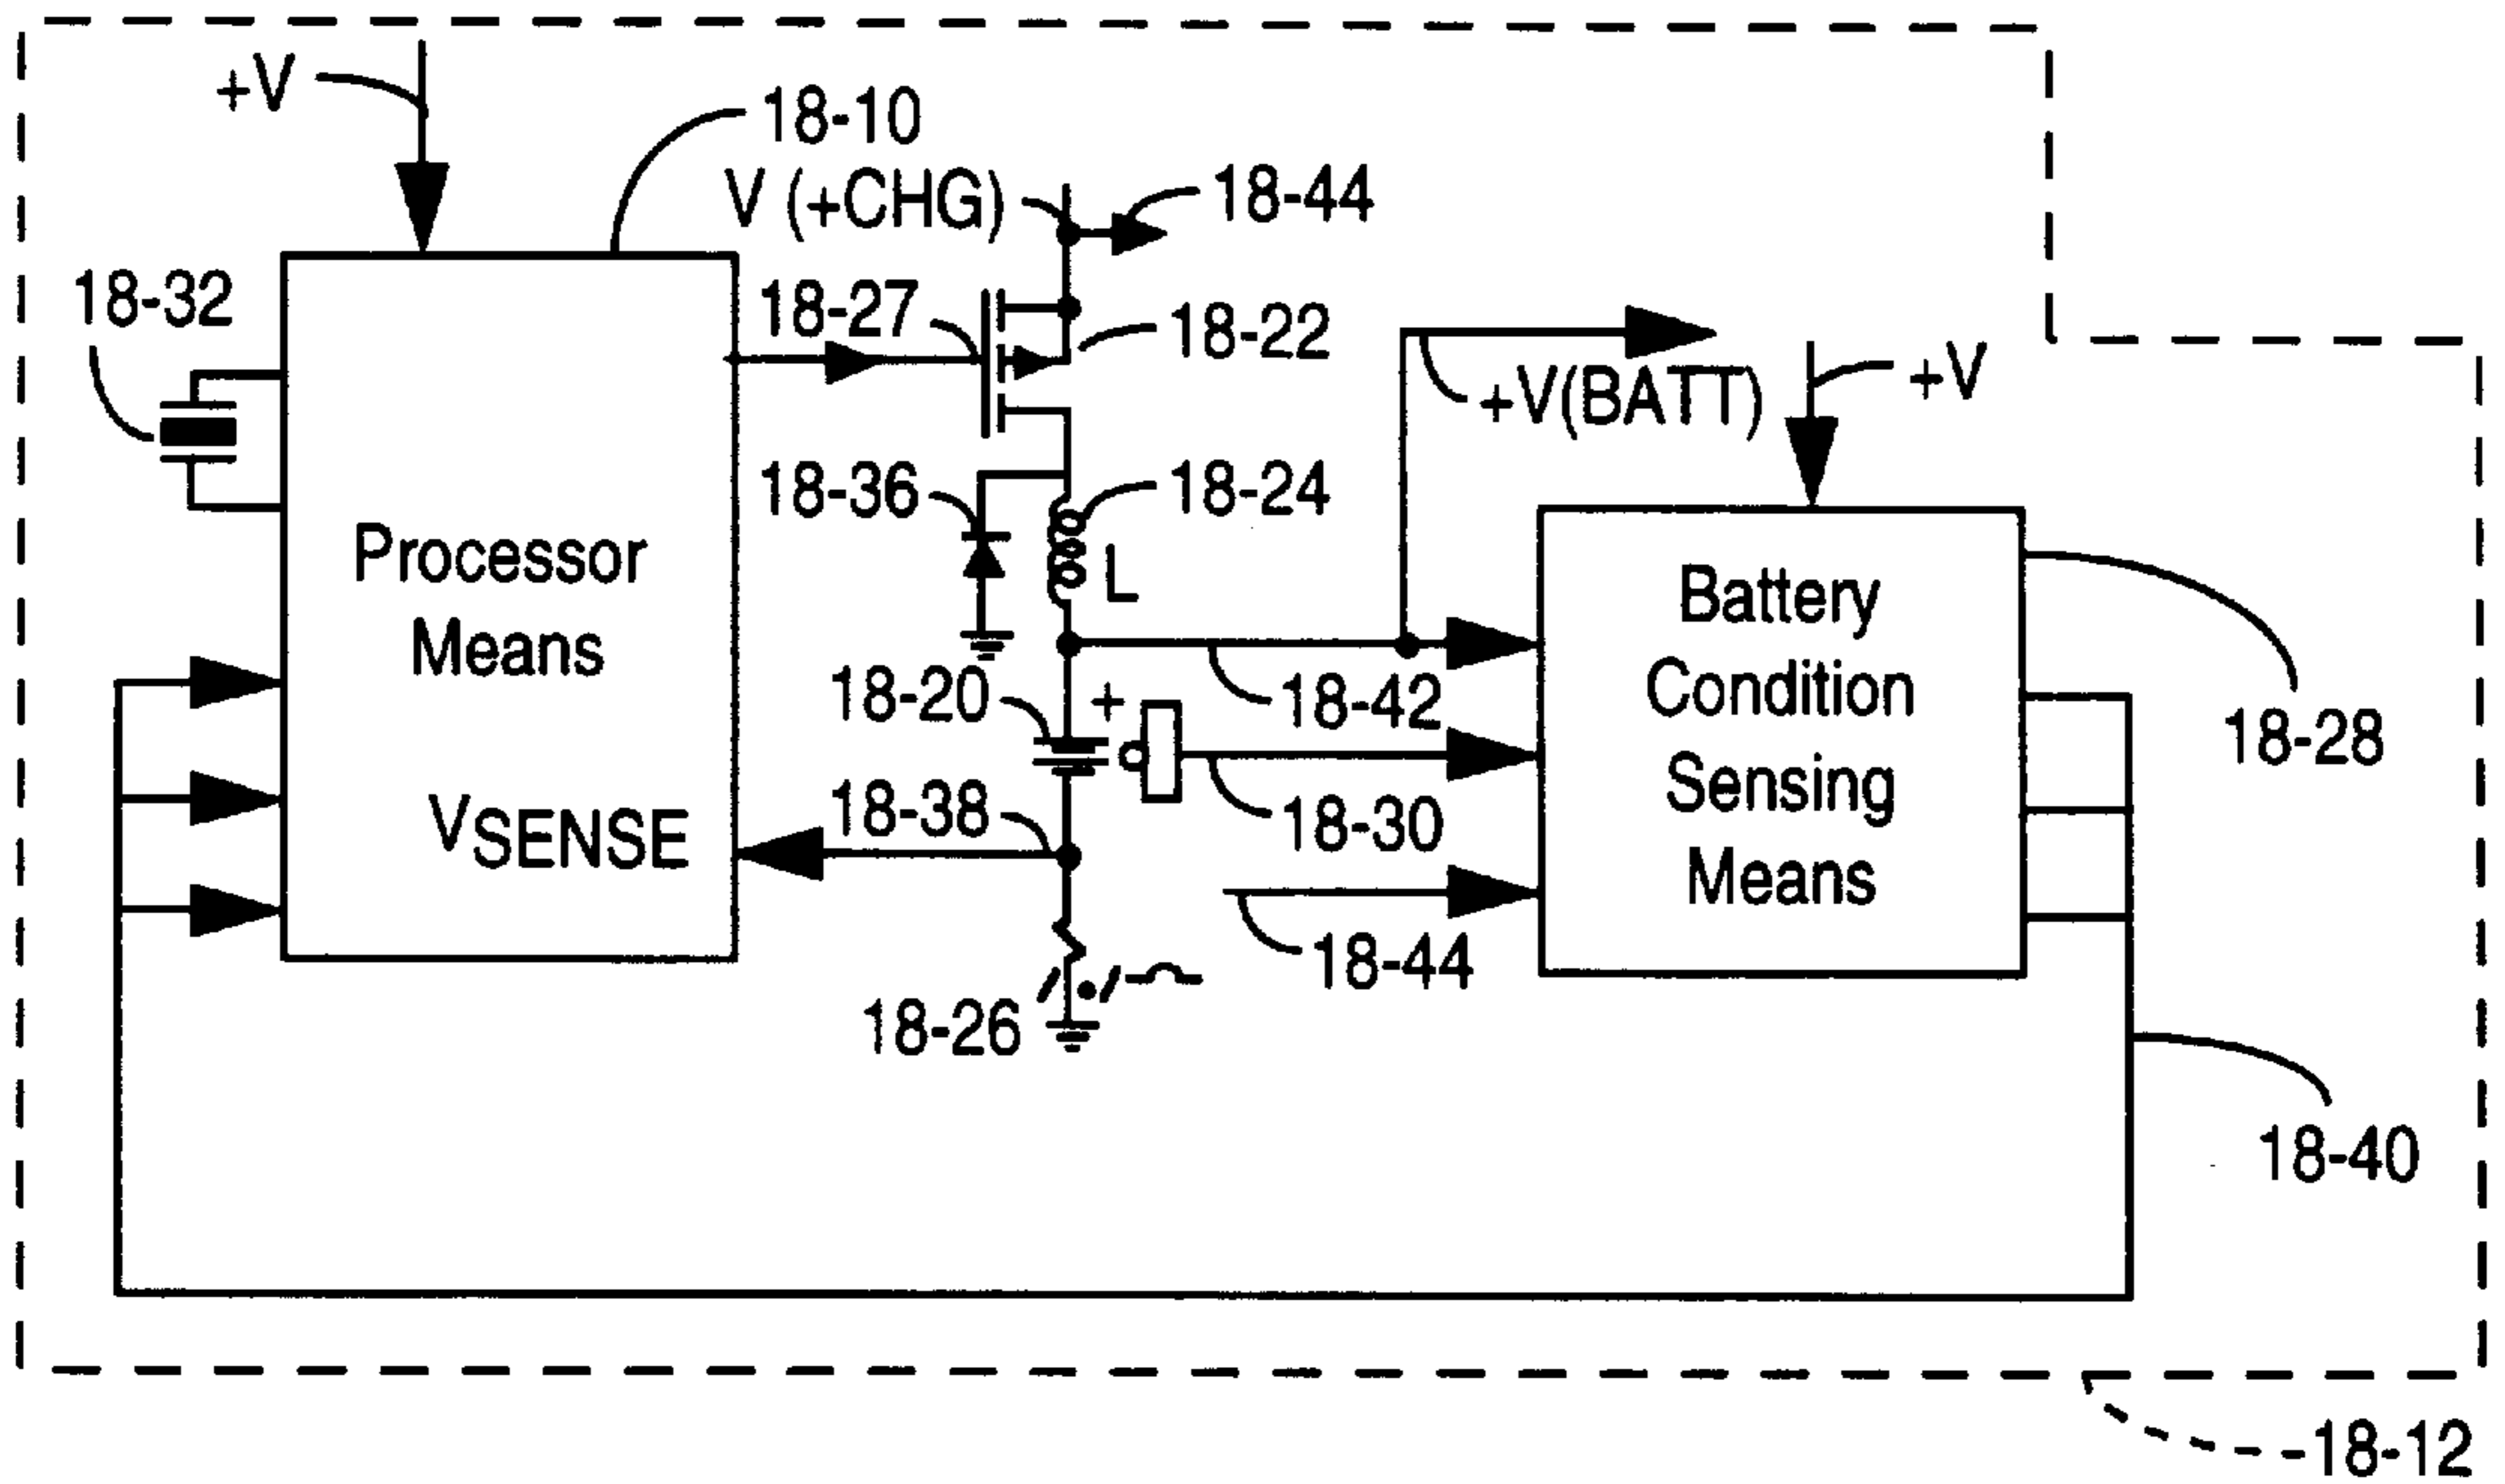 +V
18-10
V (+CHG)
18-44
18-32
18-27
18-22
+V(BATT)
+V
18-36
18-24
L
Processor
Means
Battery
Condition
Sensing
Means
18-20
+
18-42
18-28
18-38
18-30
VSENSE
18-44
18-26
18-40
18-12